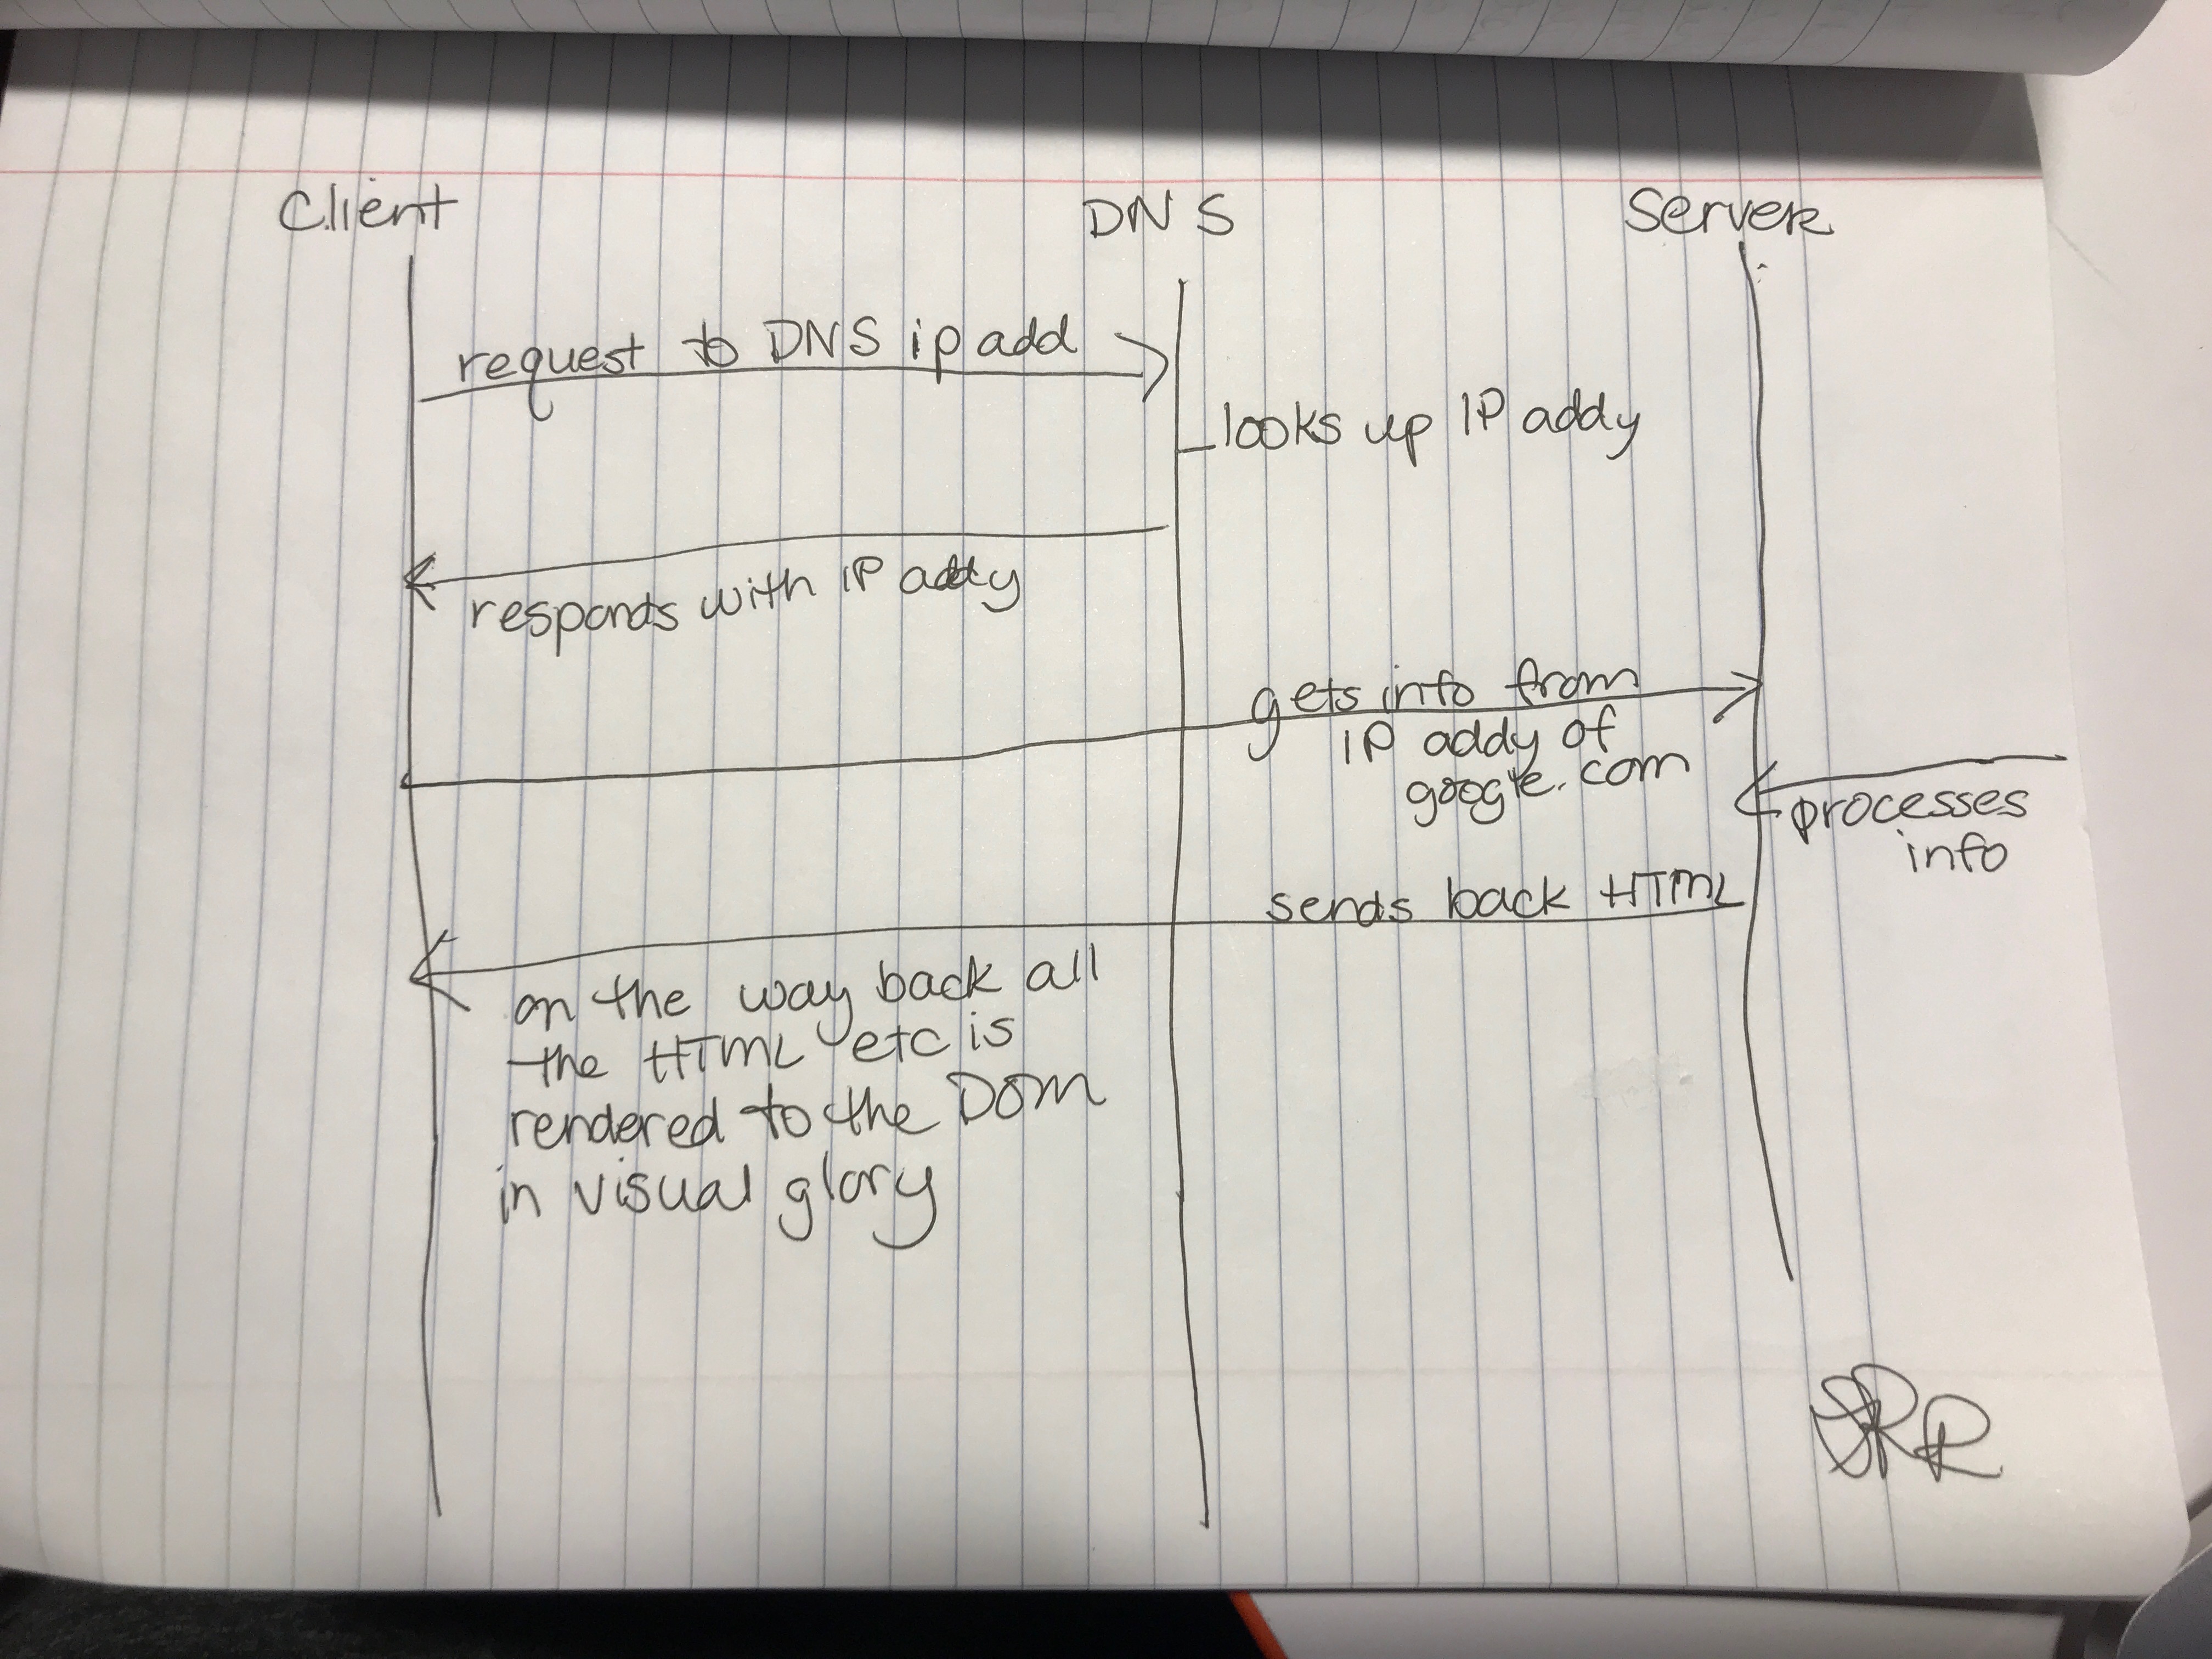 Client DNS Server
request to DNS ip add
looks up IP addy
responds with IP addy
gets info from
IP addy of
google.com
processes
info
sends back HTML
on the way back all
the HTML etc is
rendered to the DOM
in visual glory